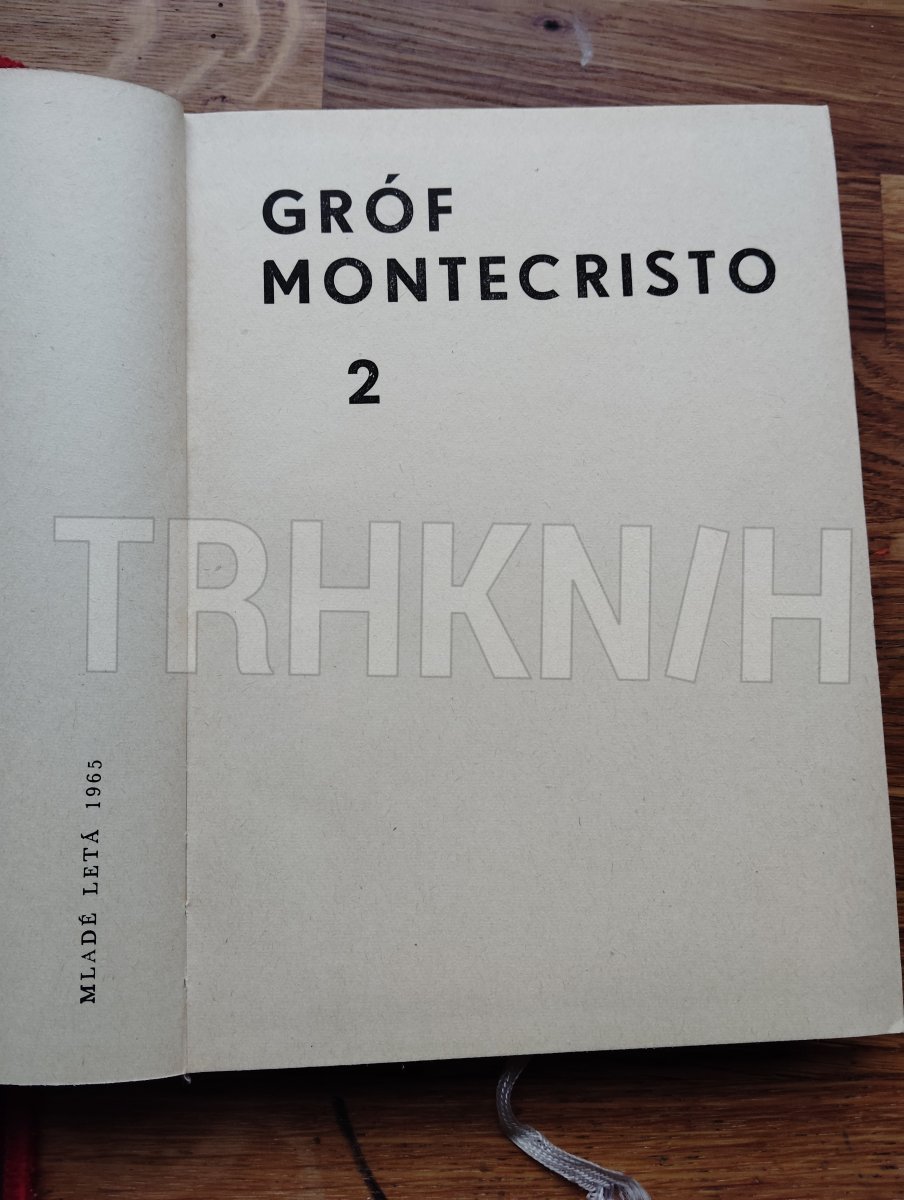 GRÓF
MONTECRISTO
2
TRHKNIH
MLADÉ LETÁ 1965